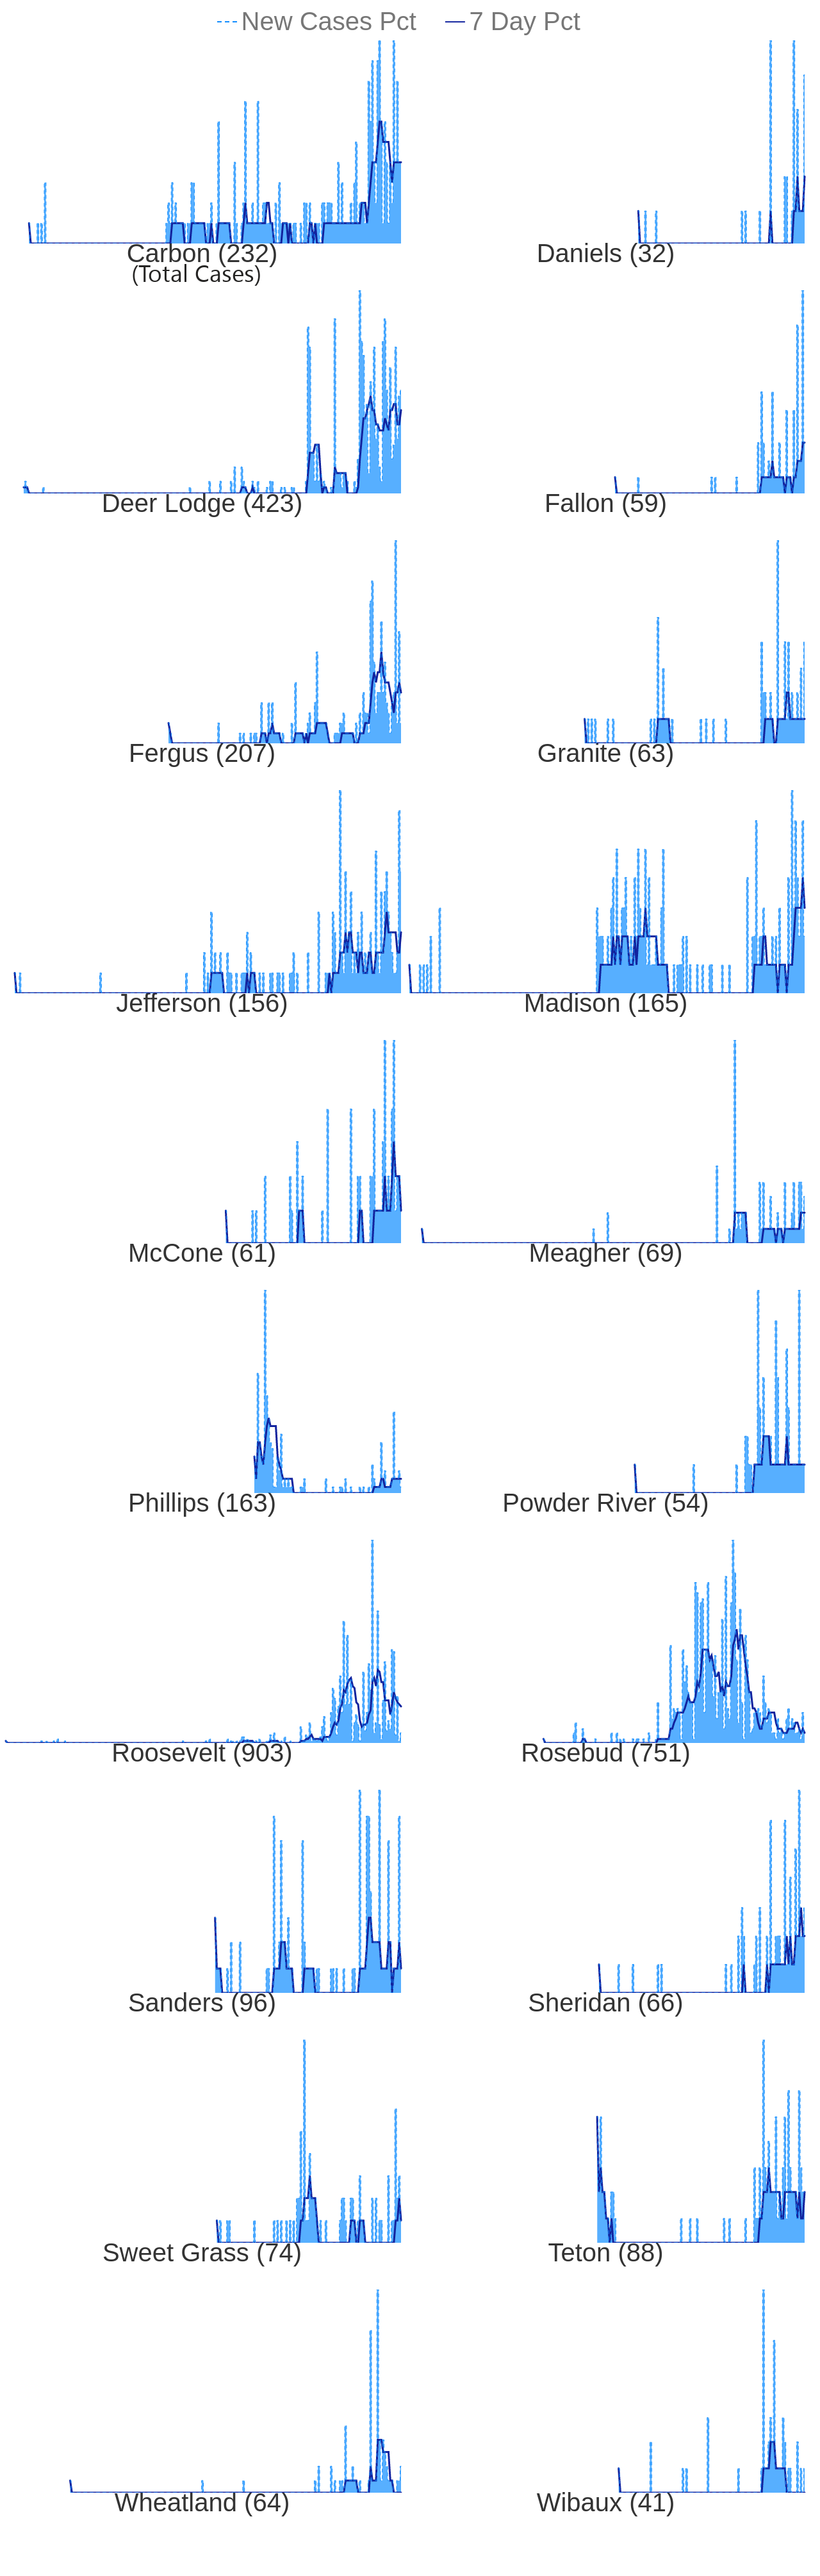 New Cases Pct 7 Day Pct
Carbon (232) Daniels (32)
(Total Cases)
Deer Lodge (423) Fallon (59)
Fergus (207) Granite (63)
Jefferson (156) Madison (165)
McCone (61) Meagher (69)
Phillips (163) Powder River (54)
Roosevelt (903) Rosebud (751)
Sanders (96) Sheridan (66)
Sweet Grass (74) Teton (88)
Wheatland (64) Wibaux (41)